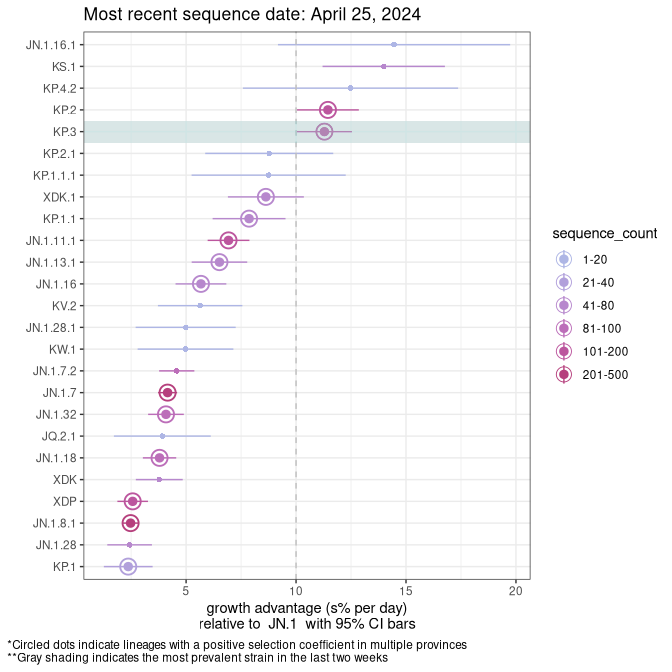 Most recent sequence date: April 25, 2024
JN.1.16.1
KS.1
KP.4.2
KP.2
KP.3
KP.2.1
KP.1.1.1
XDK.1
KP.1.1
JN.1.11.1
JN.1.13.1
JN.1.16
KV.2
JN.1.28.1
KW.1
JN.1.7.2
JN.1.7
JN.1.32
JQ.2.1
JN.1.18
XDK
XDP
JN.1.8.1
JN.1.28
KP.1
5 10 15 20
growth advantage (s% per day)
relative to JN.1 with 95% CI bars
sequence_count
1-20
21-40
41-80
81-100
101-200
201-500
*Circled dots indicate lineages with a positive selection coefficient in multiple provinces
**Gray shading indicates the most prevalent strain in the last two weeks